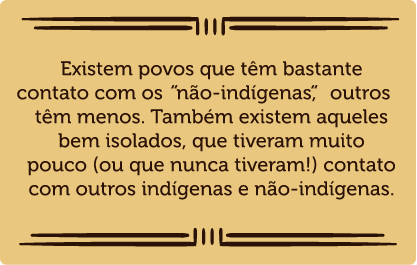 Existem povos que têm bastante
contato com os “não-indígenas”, outros
têm menos. Também existem aqueles
bem isolados, que tiveram muito
pouco (ou que nunca tiveram!) contato
com outros indígenas e não-indígenas.